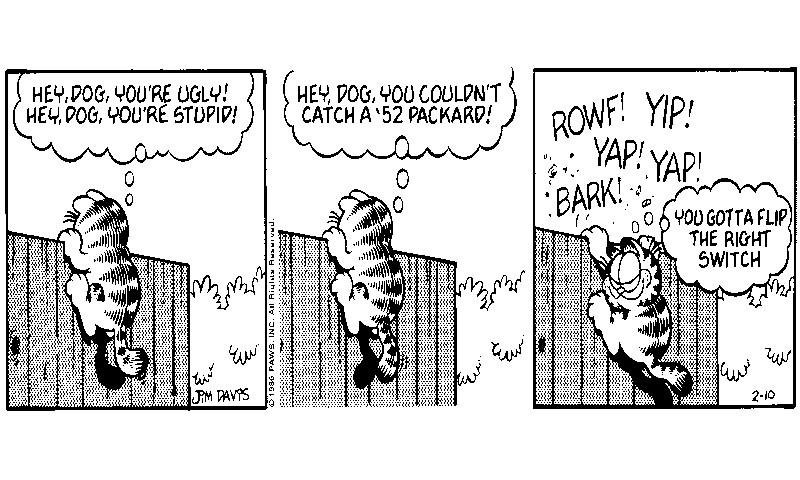 HEY, DOG, YOU'RE UGLY!
HEY, DOG, YOU'RE STUPID!
JIM DAVIS
© 1986 PAWS, INC. All Rights Reserved.
HEY, DOG, YOU COULDN'T
CATCH A '52 PACKARD!
ROWF! YIP!
YAP! YAP!
BARK!
YOU GOTTA FLIP
THE RIGHT
SWITCH
2-10